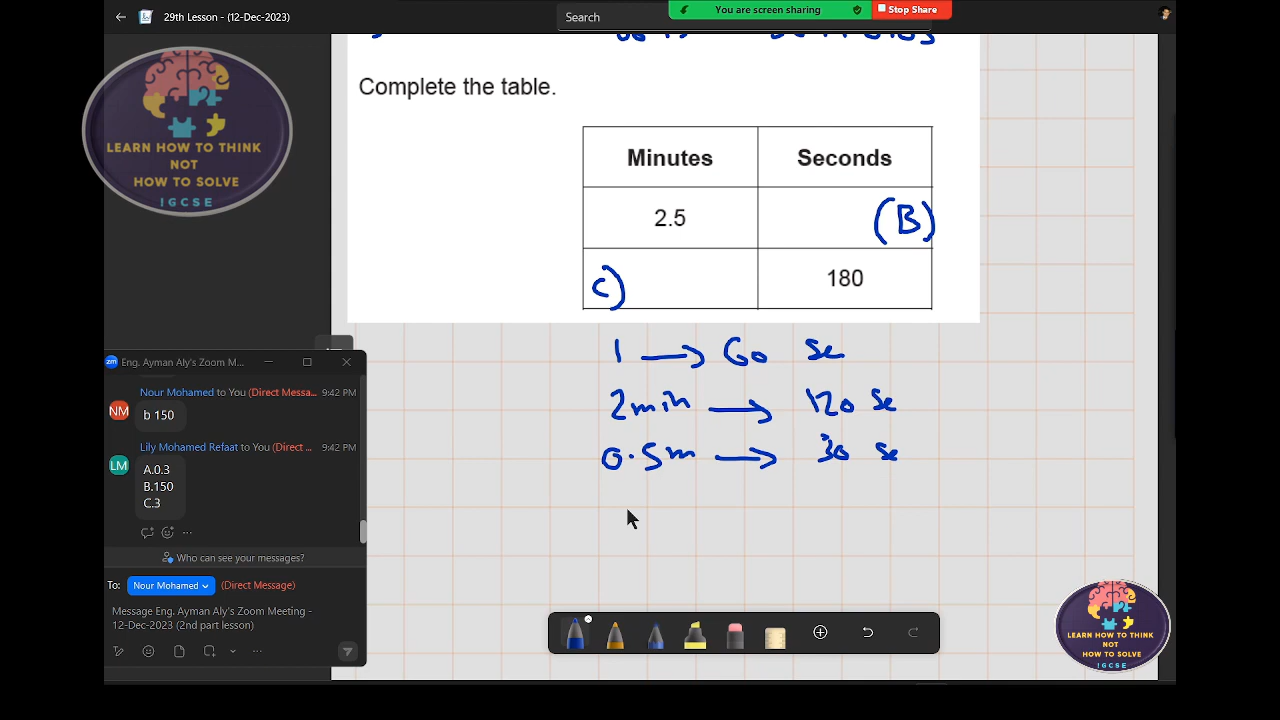 29th Lesson - (12-Dec-2023)
Search
You are screen sharing
Stop Share
LEARN HOW TO THINK
NOT
HOW TO SOLVE
IGCSE
Complete the table.
Minutes Seconds
2.5 (B)
C) 180
1 → 60 se
2min → 120 se
0.5m → 30 se
zm Eng. Ayman Aly's Zoom M...
Nour Mohamed to You (Direct Messa... 9:42 PM
NM b 150
Lily Mohamed Refaat to You (Direct ... 9:42 PM
LM A.0.3
B.150
C.3
Who can see your messages?
To: Nour Mohamed (Direct Message)
Message Eng. Ayman Aly's Zoom Meeting -
12-Dec-2023 (2nd part lesson)
LEARN HOW TO THINK
NOT
HOW TO SOLVE
IGCSE